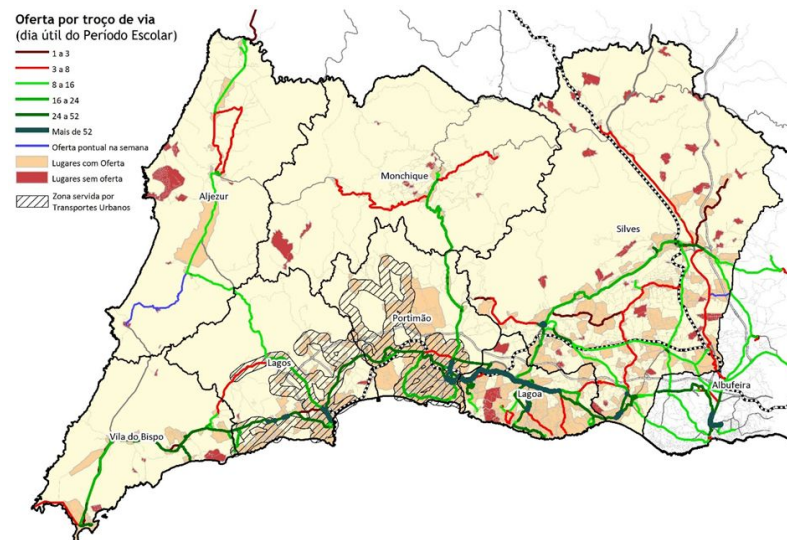 Oferta por troço de via
(dia útil do Período Escolar)
1 a 3
3 a 8
8 a 16
16 a 24
24 a 52
Mais de 52
Oferta pontual na semana
Lugares com Oferta
Lugares sem oferta
Zona servida por
Transportes Urbanos
Monchique
Aljezur
Silves
Portimão
Lagos
Albufeira
Lagoa
Vila do Bispo